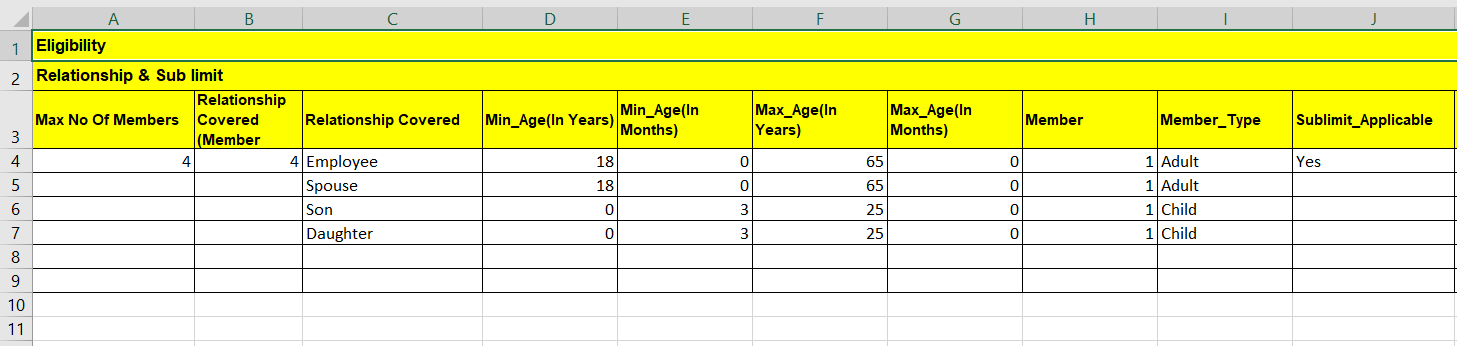 A B C D E F G H I J
1 Eligibility
2 Relationship & Sub limit
3 Max No Of Members Relationship Covered (Member Relationship Covered Min_Age(In Years) Min_Age(In Months) Max_Age(In Years) Max_Age(In Months) Member Member_Type Sublimit_Applicable
4 4 4 Employee 18 0 65 0 1 Adult Yes
5 Spouse 18 0 65 0 1 Adult
6 Son 0 3 25 0 1 Child
7 Daughter 0 3 25 0 1 Child
8
9
10
11